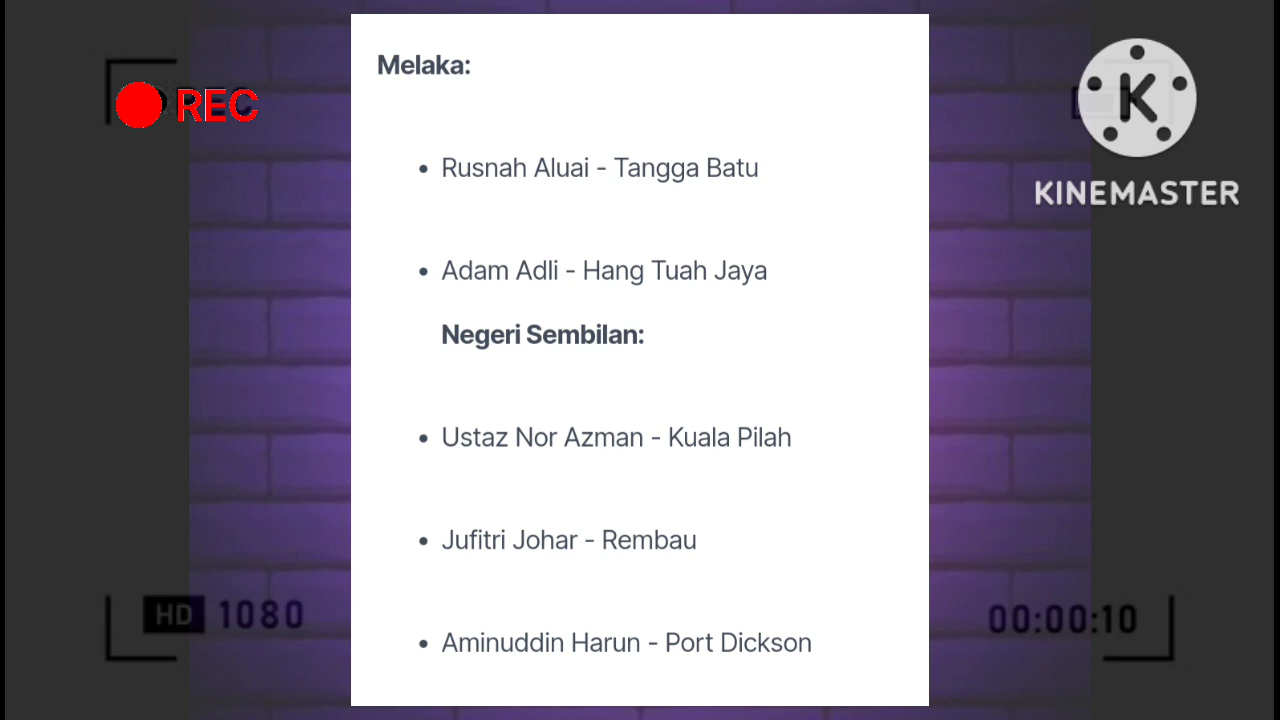 Melaka:
REC
K
KINEMASTER
• Rusnah Aluai - Tangga Batu
• Adam Adli - Hang Tuah Jaya
Negeri Sembilan:
• Ustaz Nor Azman - Kuala Pilah
• Jufitri Johar - Rembau
HD 1080
00:00:10
• Aminuddin Harun - Port Dickson